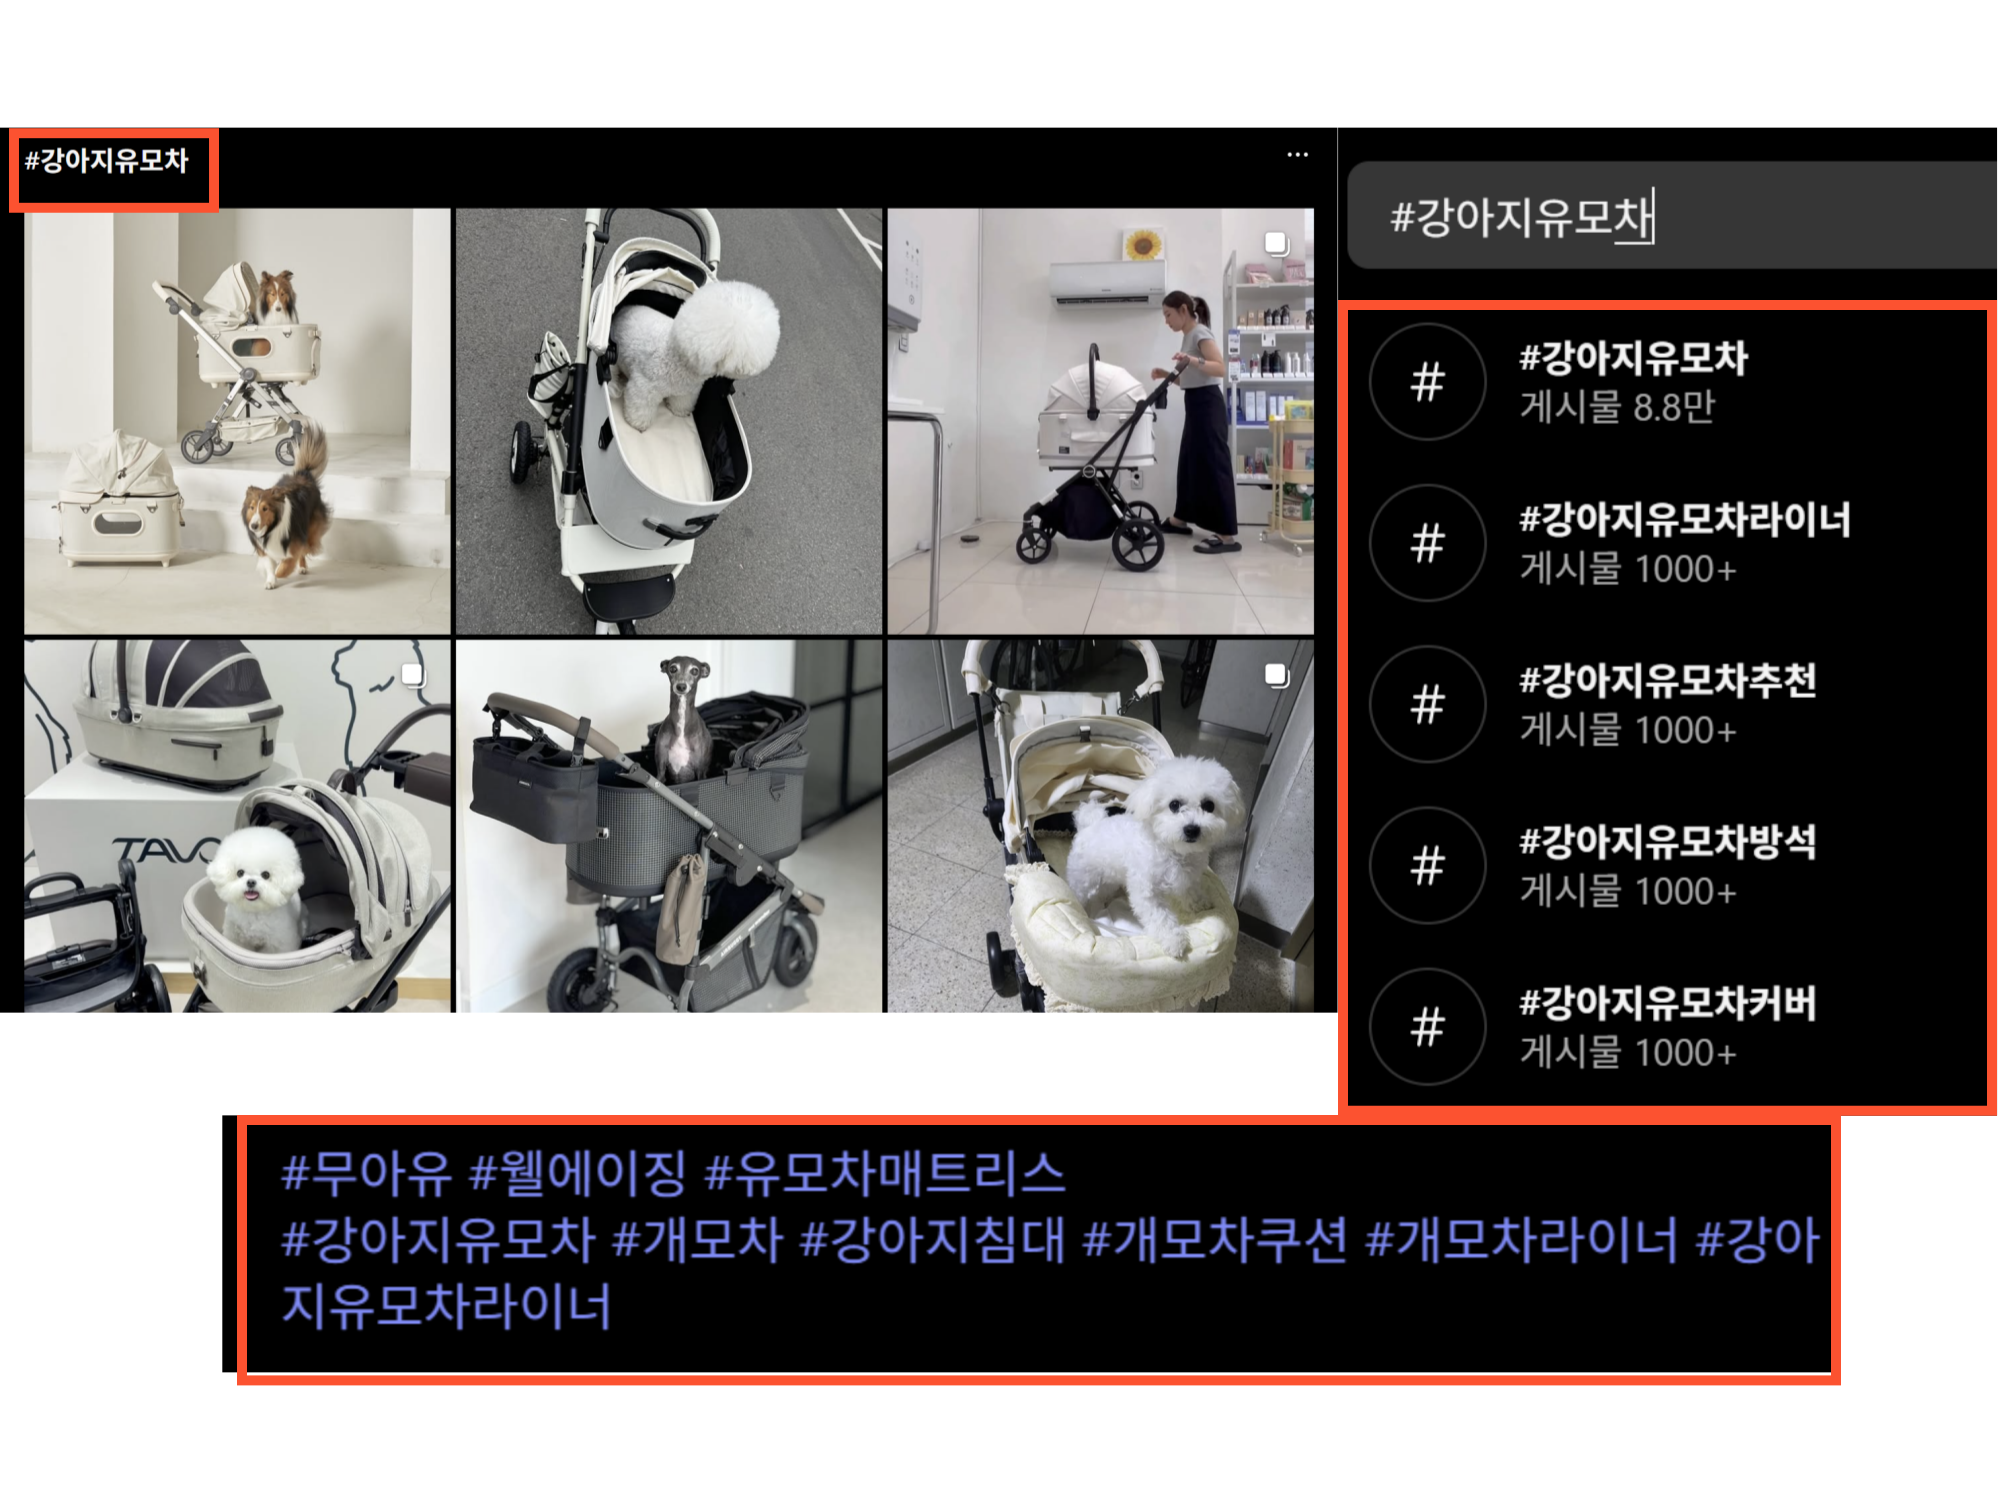 #강아지유모차
TAVO
#강아지유모차
#강아지유모차
게시물 8.8만
#강아지유모차라이너
게시물 1000+
#강아지유모차추천
게시물 1000+
#강아지유모차방석
게시물 1000+
#강아지유모차커버
게시물 1000+
#무아유 #웰에이징 #유모차매트리스
#강아지유모차 #개모차 #강아지침대 #개모차쿠션 #개모차라이너 #강아
지유모차라이너